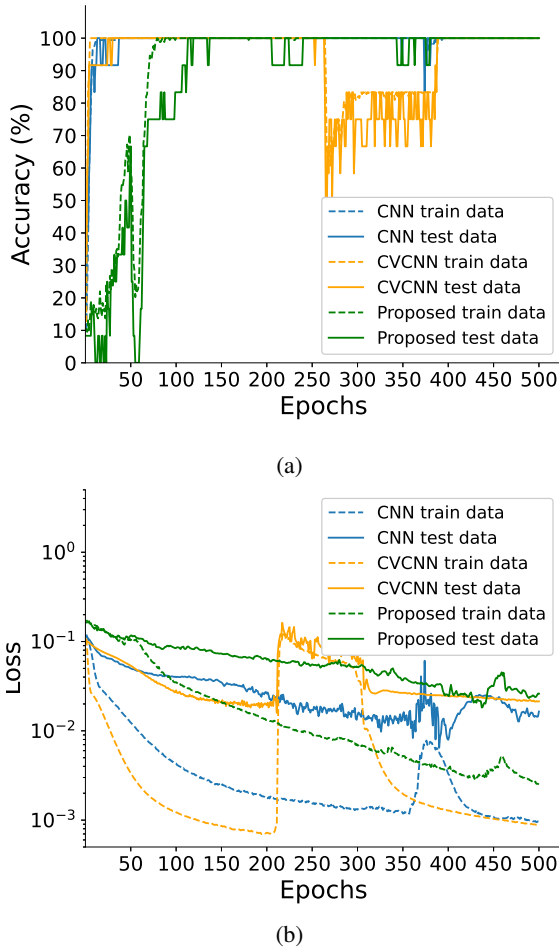 100
90
80
70
60
50
40
30
20
10
0
Accuracy (%)
CNN train data
CNN test data
CVCNN train data
CVCNN test data
Proposed train data
Proposed test data
50 100 150 200 250 300 350 400 450 500
Epochs
(a)
10⁰
10⁻¹
10⁻²
10⁻³
Loss
CNN train data
CNN test data
CVCNN train data
CVCNN test data
Proposed train data
Proposed test data
50 100 150 200 250 300 350 400 450 500
Epochs
(b)